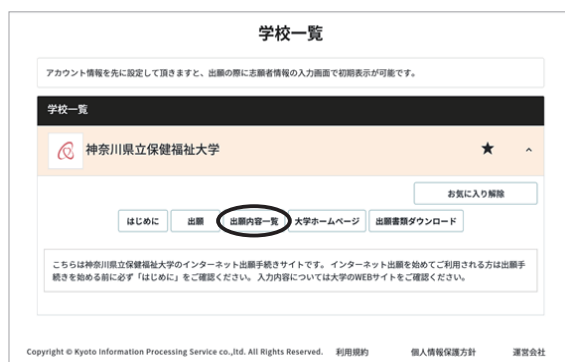 学校一覧
アカウント情報を先に設定して頂きますと、出願の際に志願者情報の入力画面で初期表示が可能です。
学校一覧
神奈川県立保健福祉大学
お気に入り解除
はじめに 出願 出願内容一覧 大学ホームページ 出願書類ダウンロード
こちらは神奈川県立保健福祉大学のインターネット出願手続きサイトです。 インターネット出願を始めてご利用される方は出願手
続きを始める前に必ず「はじめに」をご確認ください。 入力内容については大学のWEBサイトをご確認ください。
Copyright © Kyoto Information Processing Service co.,ltd. All Rights Reserved. 利用規約 個人情報保護方針 運営会社